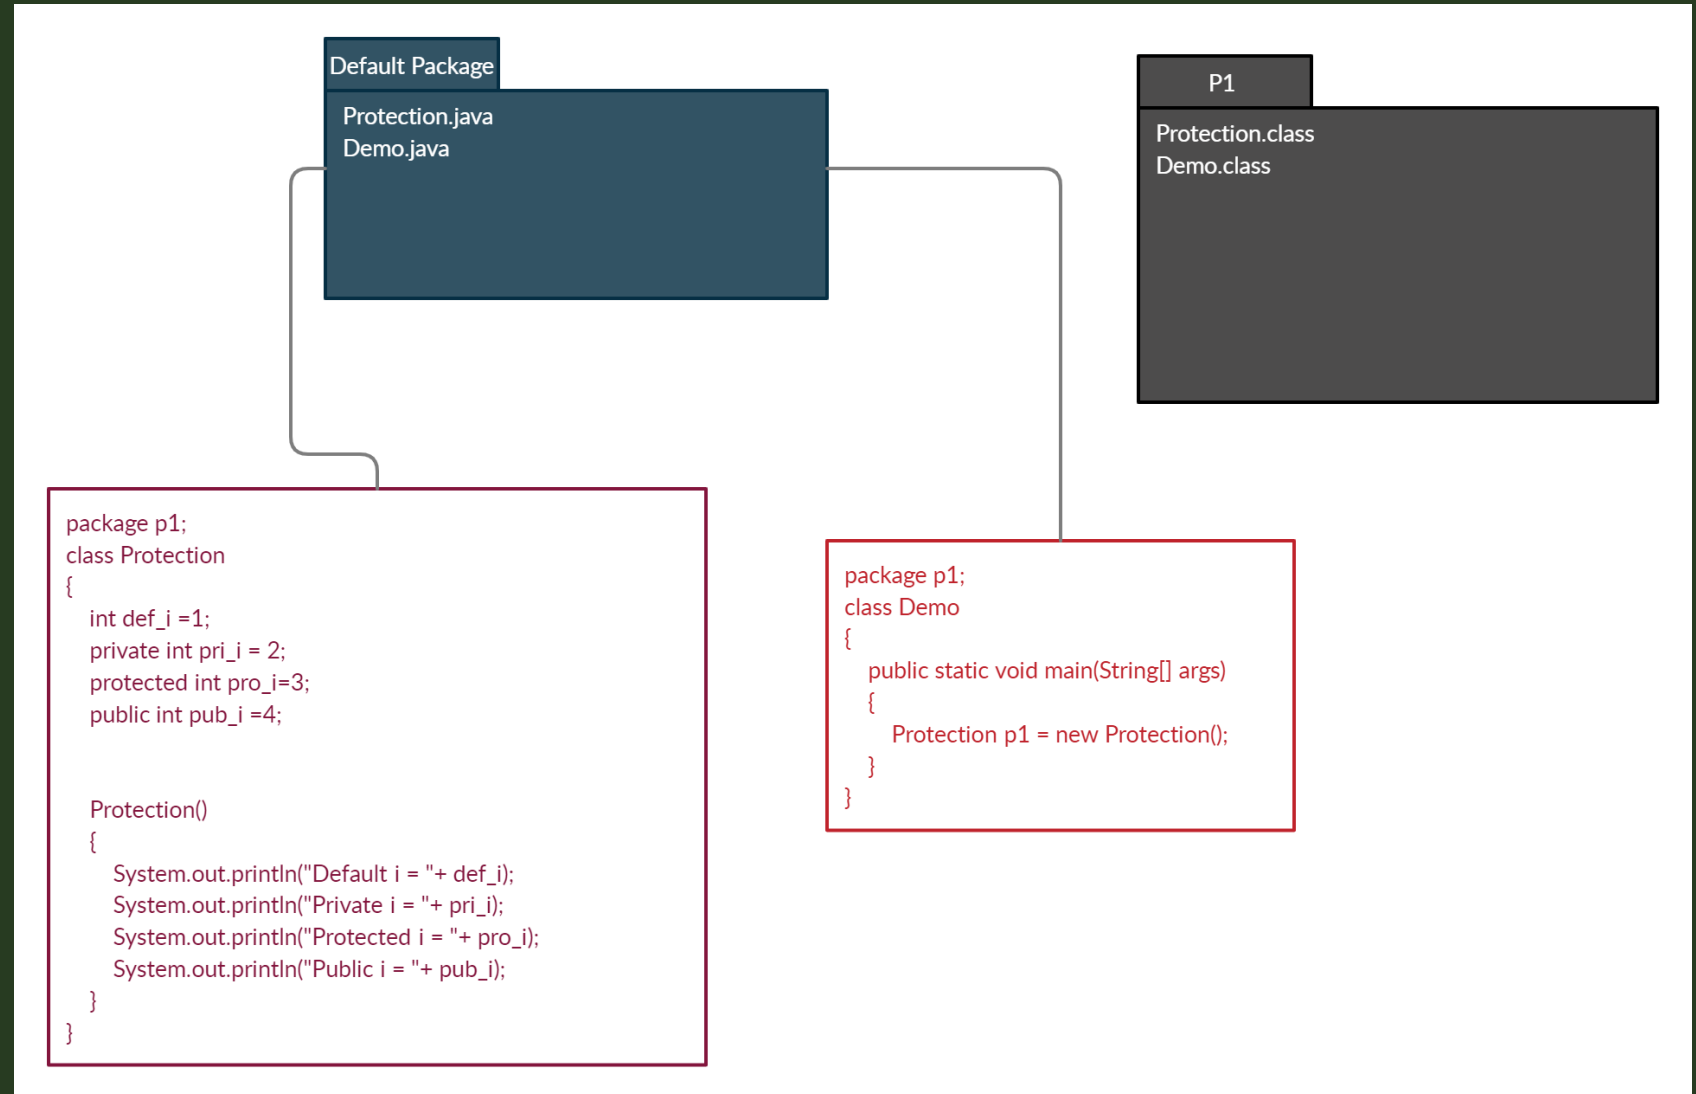 Default Package
Protection.java
Demo.java
P1
Protection.class
Demo.class
package p1;
class Protection
{
int def_i =1;
private int pri_i = 2;
protected int pro_i=3;
public int pub_i =4;
Protection()
{
System.out.println("Default i = "+ def_i);
System.out.println("Private i = "+ pri_i);
System.out.println("Protected i = "+ pro_i);
System.out.println("Public i = "+ pub_i);
}
}
package p1;
class Demo
{
public static void main(String[] args)
{
Protection p1 = new Protection();
}
}